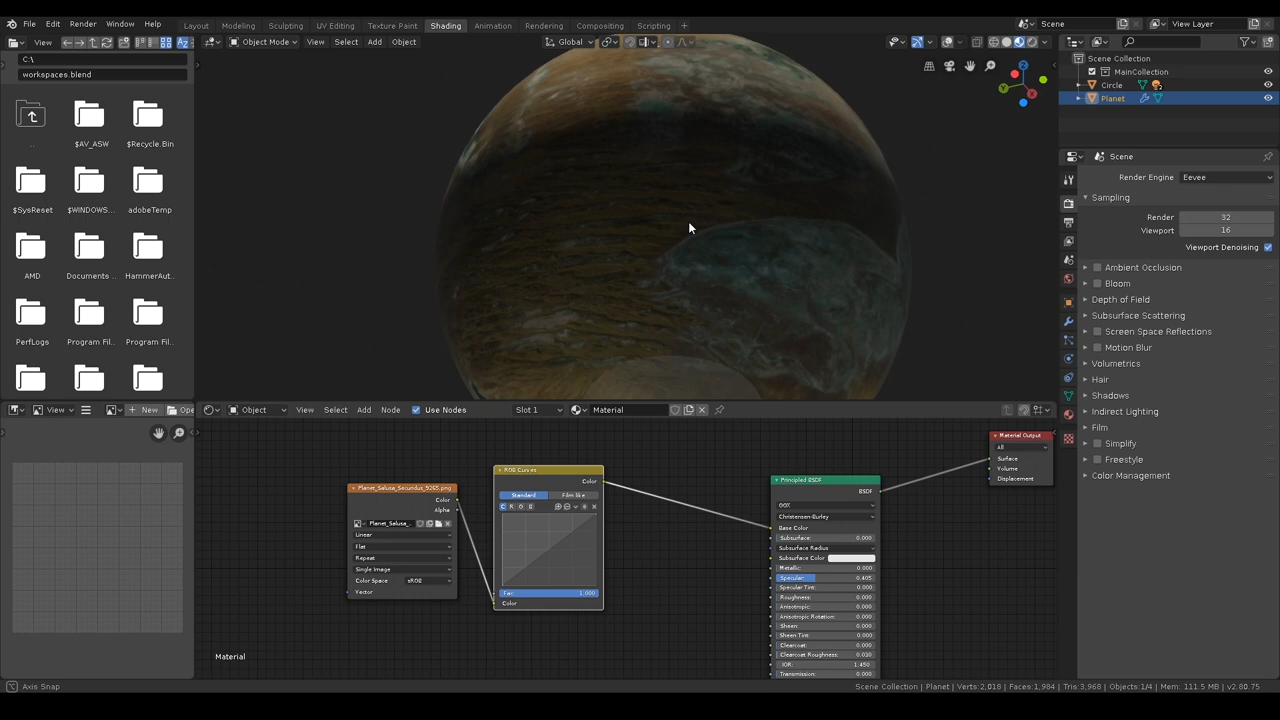 File Edit Render Window Help
Layout Modeling Sculpting UV Editing Texture Paint Shading Animation Rendering Compositing Scripting +
Scene
View Layer
View
Object Mode View Select Add Object
Global
C:\
workspaces.blend
..
$AV_ASW
$Recycle.Bin
$SysReset
$WINDOWS..
adobeTemp
AMD
Documents ..
HammerAut..
PerfLogs
Program Fil..
Program Fil..
Z
Y
X
Scene Collection
MainCollection
Circle
Planet
Scene
Render Engine Eevee
Sampling
Render 32
Viewport 16
Viewport Denoising
Ambient Occlusion
Bloom
Depth of Field
Subsurface Scattering
Screen Space Reflections
Motion Blur
Volumetrics
Hair
Shadows
Indirect Lighting
Film
Simplify
Freestyle
Color Management
View
+ New
Ope
Object View Select Add Node Use Nodes
Slot 1
Material
Planet_Salusa_Secundus_9265.png
Color
Alpha
Planet_Salusa_..
Linear
Flat
Repeat
Single Image
Color Space sRGB
Vector
RGB Curves
Color
Standard Film like
C R G B
Fac: 1.000
Color
Principled BSDF
BSDF
GGX
Christensen-Burley
Base Color
Subsurface: 0.000
Subsurface Radius
Subsurface Color
Metallic: 0.000
Specular: 0.405
Specular Tint: 0.000
Roughness: 0.000
Anisotropic: 0.000
Anisotropic Rotation: 0.000
Sheen: 0.000
Sheen Tint: 0.000
Clearcoat: 0.000
Clearcoat Roughness: 0.030
IOR: 1.450
Transmission: 0.000
Material Output
All
Surface
Volume
Displacement
Material
Axis Snap
Scene Collection | Planet | Verts:2,018 | Faces:1,984 | Tris:3,968 | Objects:1/4 | Mem: 111.5 MB | v2.80.75